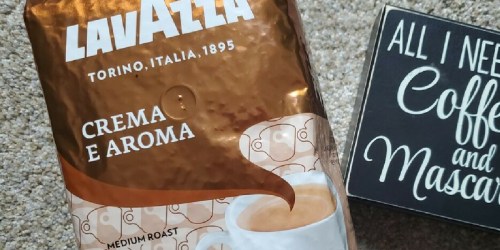 LAVAZZA
TORINO, ITALIA, 1895
CREMA
E AROMA
MEDIUM ROAST
ALL I NEE
Coffe
and
Mascar